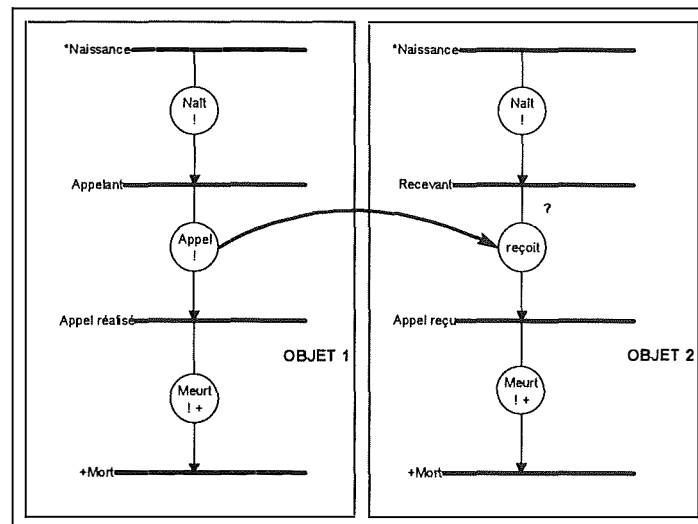 *Naissance
Naît
!
Appelant
Appel
!
Appel réalisé
OBJET 1
Meurt
! +
+Mort
*Naissance
Naît
!
Recevant
?
reçoit
Appel reçu
OBJET 2
Meurt
! +
+Mort